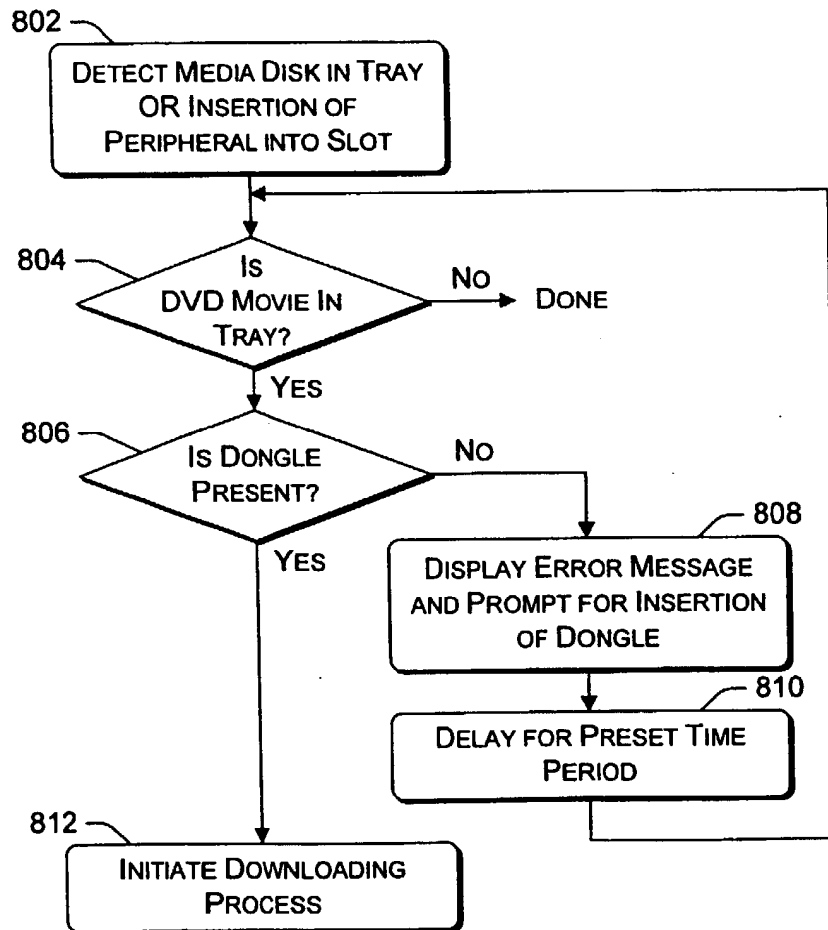 802
DETECT MEDIA DISK IN TRAY
OR INSERTION OF
PERIPHERAL INTO SLOT
804
IS
DVD MOVIE IN
TRAY?
NO
DONE
YES
806
IS DONGLE
PRESENT?
NO
YES
808
DISPLAY ERROR MESSAGE
AND PROMPT FOR INSERTION
OF DONGLE
810
DELAY FOR PRESET TIME
PERIOD
812
INITIATE DOWNLOADING
PROCESS